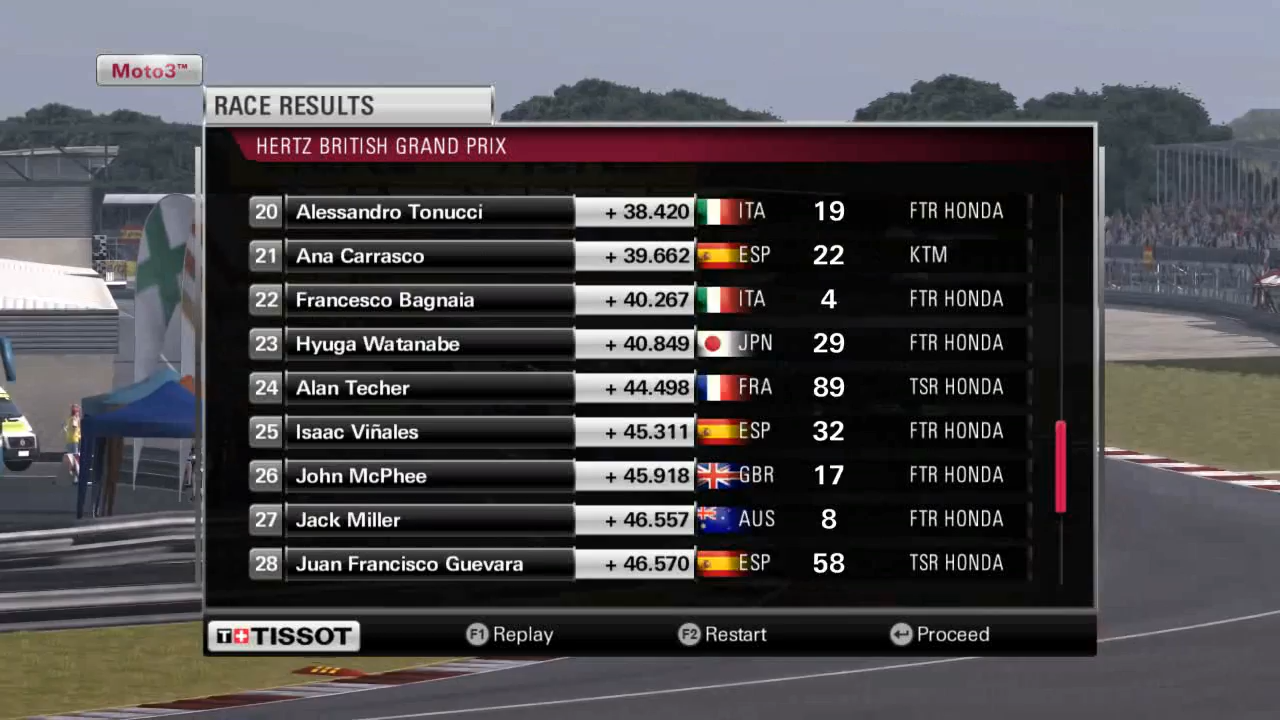 Moto3™
RACE RESULTS
HERTZ BRITISH GRAND PRIX
20 Alessandro Tonucci + 38.420 ITA 19 FTR HONDA
21 Ana Carrasco + 39.662 ESP 22 KTM
22 Francesco Bagnaia + 40.267 ITA 4 FTR HONDA
23 Hyuga Watanabe + 40.849 JPN 29 FTR HONDA
24 Alan Techer + 44.498 FRA 89 TSR HONDA
25 Isaac Viñales + 45.311 ESP 32 FTR HONDA
26 John McPhee + 45.918 GBR 17 FTR HONDA
27 Jack Miller + 46.557 AUS 8 FTR HONDA
28 Juan Francisco Guevara + 46.570 ESP 58 TSR HONDA
T+ TISSOT F1 Replay F2 Restart Proceed